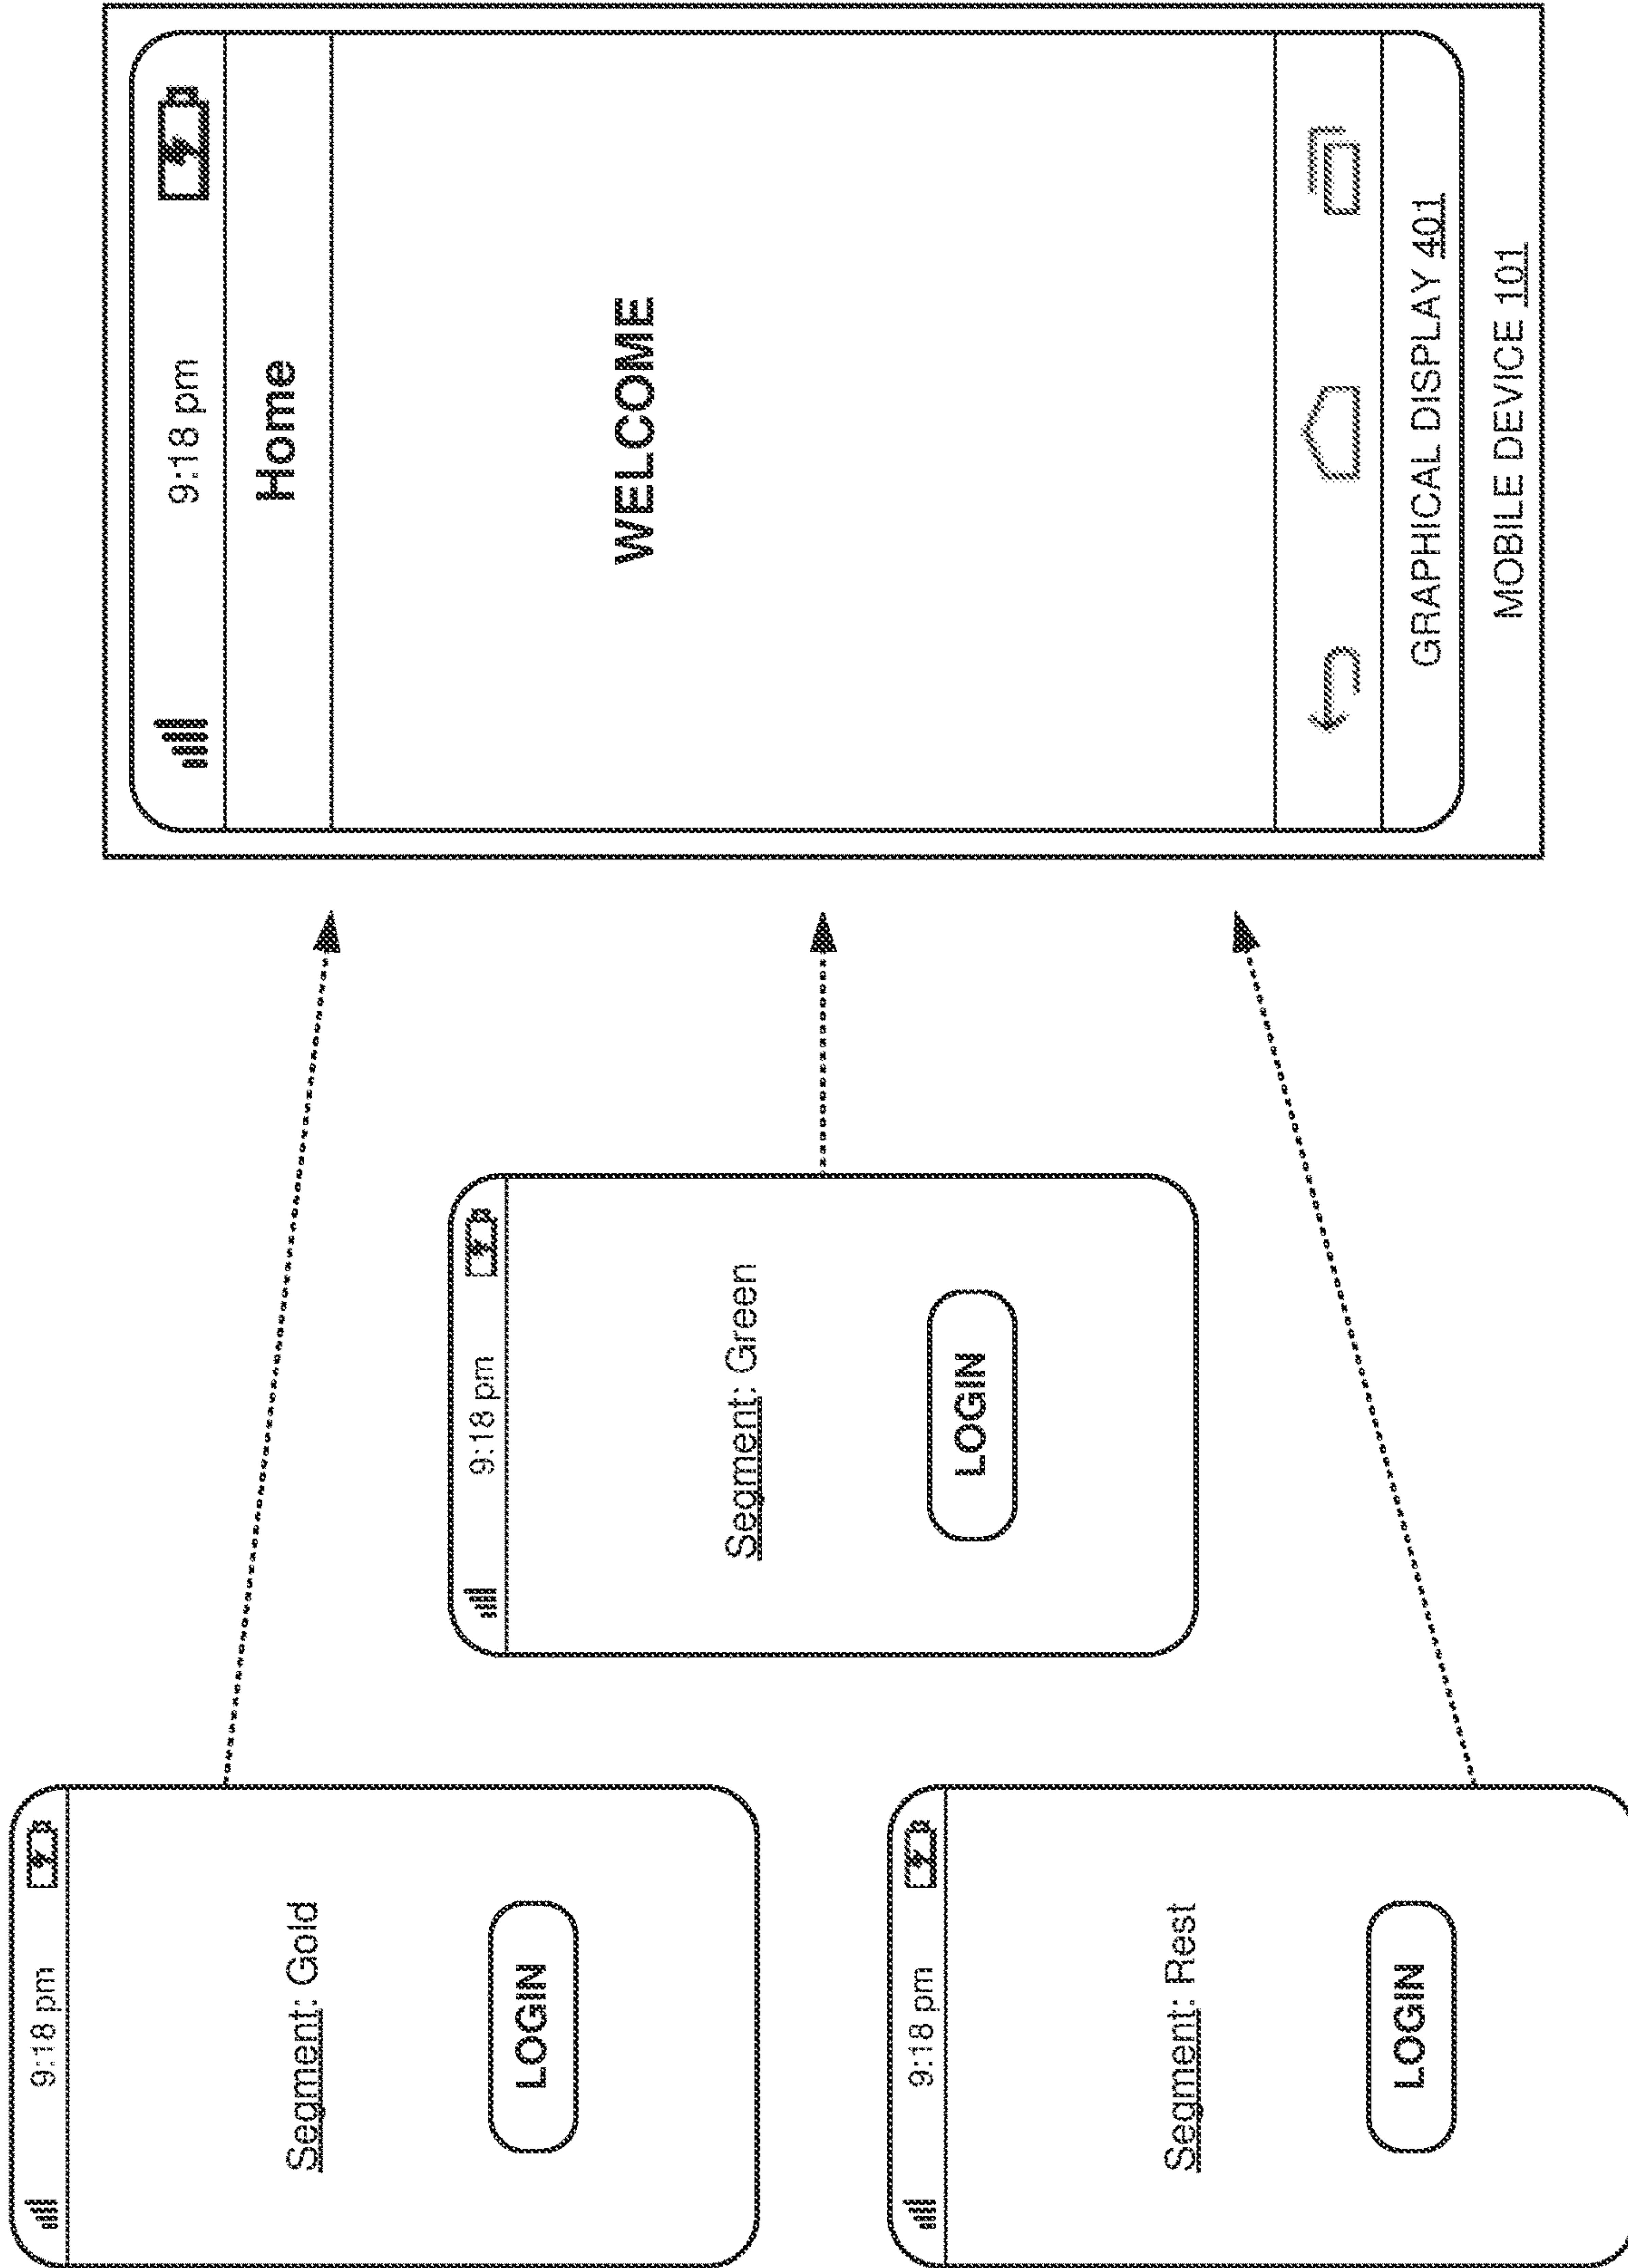 9:18 pm
Segment: Gold
LOGIN
9:18 pm
Segment: Rest
LOGIN
9:18 pm
Segment: Green
LOGIN
9:18 pm
Home
WELCOME
GRAPHICAL DISPLAY 401
MOBILE DEVICE 101